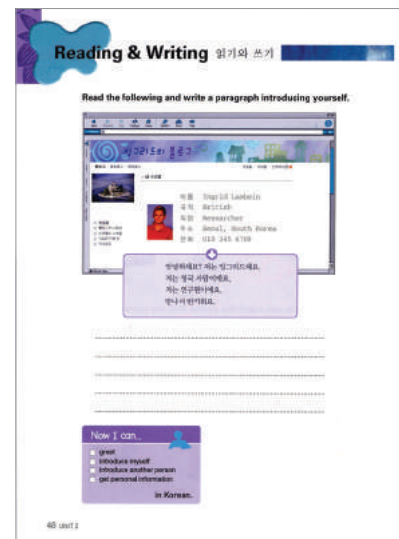 Reading & Writing 읽기와 쓰기
Read the following and write a paragraph introducing yourself.
잉그리드의 블로그
이름 Ingrid
국적 British
직업 Researcher
주소 Seoul, South Korea
전화 010 345 6789
안녕하세요? 저는 잉그리드예요.
저는 영국 사람이에요.
저는 연구원이에요.
만나서 반가워요.
Now I can...
greet
introduce myself
introduce another person
get personal information
in Korean.
48 Unit 2